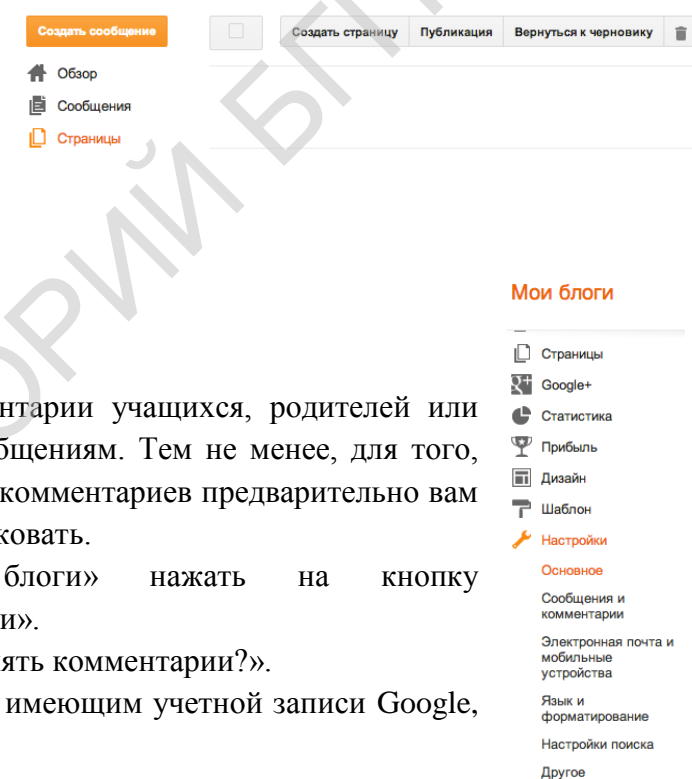 Создать сообщение
Создать страницу Публикация Вернуться к черновику
Обзор
Сообщения
Страницы
Мои блоги
Страницы
Google+
Статистика
Прибыль
Дизайн
Шаблон
Настройки
Основное
Сообщения и
комментарии
Электронная почта и
мобильные
устройства
Язык и
форматирование
Настройки поиска
Другое
нтарии учащихся, родителей или
бщениям. Тем не менее, для того,
комментариев предварительно вам
ковать.
блоги» нажать на кнопку
и».
ять комментарии?».
имеющим учетной записи Google,